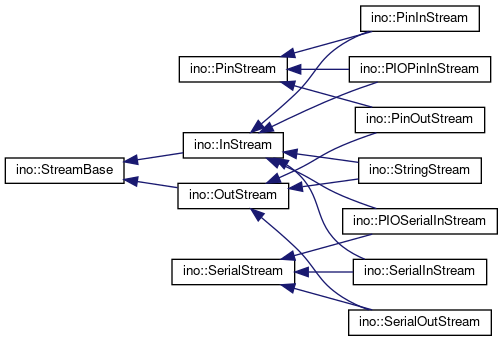 ino::PinInStream
ino::PinStream
ino::PIOPinInStream
ino::PinOutStream
ino::InStream
ino::StreamBase
ino::StringStream
ino::OutStream
ino::PIOSerialInStream
ino::SerialStream
ino::SerialInStream
ino::SerialOutStream